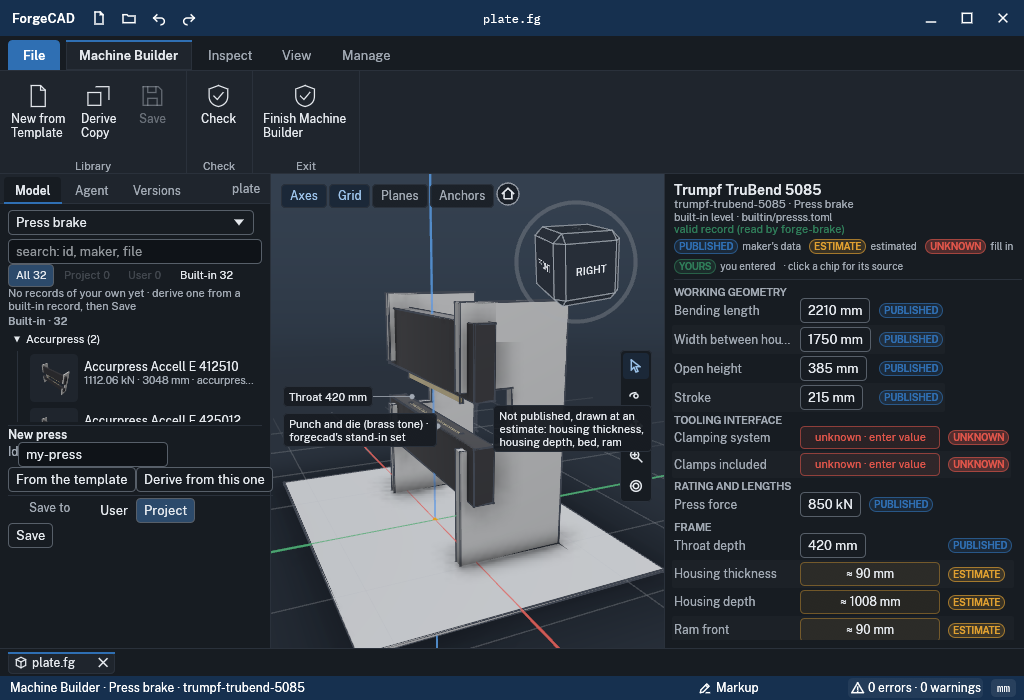 ForgeCAD
plate.fg
File
Machine Builder
Inspect
View
Manage
New from Template
Derive Copy
Save
Check
Finish Machine Builder
Library
Check
Exit
Model
Agent
Versions
plate
Press brake
search: id, maker, file
All 32
Project 0
User 0
Built-in 32
No records of your own yet · derive one from a
built-in record, then Save
Built-in · 32
Accurpress (2)
Accurpress Accell E 412510
1112.06 kN · 3048 mm · accurpres...
Accurpress Accell E 425012
New press
Id
my-press
From the template
Derive from this one
Save to
User
Project
Save
Axes
Grid
Planes
Anchors
RIGHT
Throat 420 mm
Punch and die (brass tone) ·
forgecad's stand-in set
Not published, drawn at an
estimate: housing thickness,
housing depth, bed, ram
Trumpf TruBend 5085
trumpf-trubend-5085 · Press brake
built-in level · builtin/presss.toml
valid record (read by forge-brake)
PUBLISHED maker's data ESTIMATE estimated UNKNOWN fill in
YOURS you entered · click a chip for its source
WORKING GEOMETRY
Bending length 2210 mm PUBLISHED
Width between hou... 1750 mm PUBLISHED
Open height 385 mm PUBLISHED
Stroke 215 mm PUBLISHED
TOOLING INTERFACE
Clamping system unknown · enter value UNKNOWN
Clamps included unknown · enter value UNKNOWN
RATING AND LENGTHS
Press force 850 kN PUBLISHED
FRAME
Throat depth 420 mm PUBLISHED
Housing thickness ≈ 90 mm ESTIMATE
Housing depth ≈ 1008 mm ESTIMATE
Ram front ≈ 90 mm ESTIMATE
plate.fg
Machine Builder · Press brake · trumpf-trubend-5085
Markup
0 errors · 0 warnings
mm